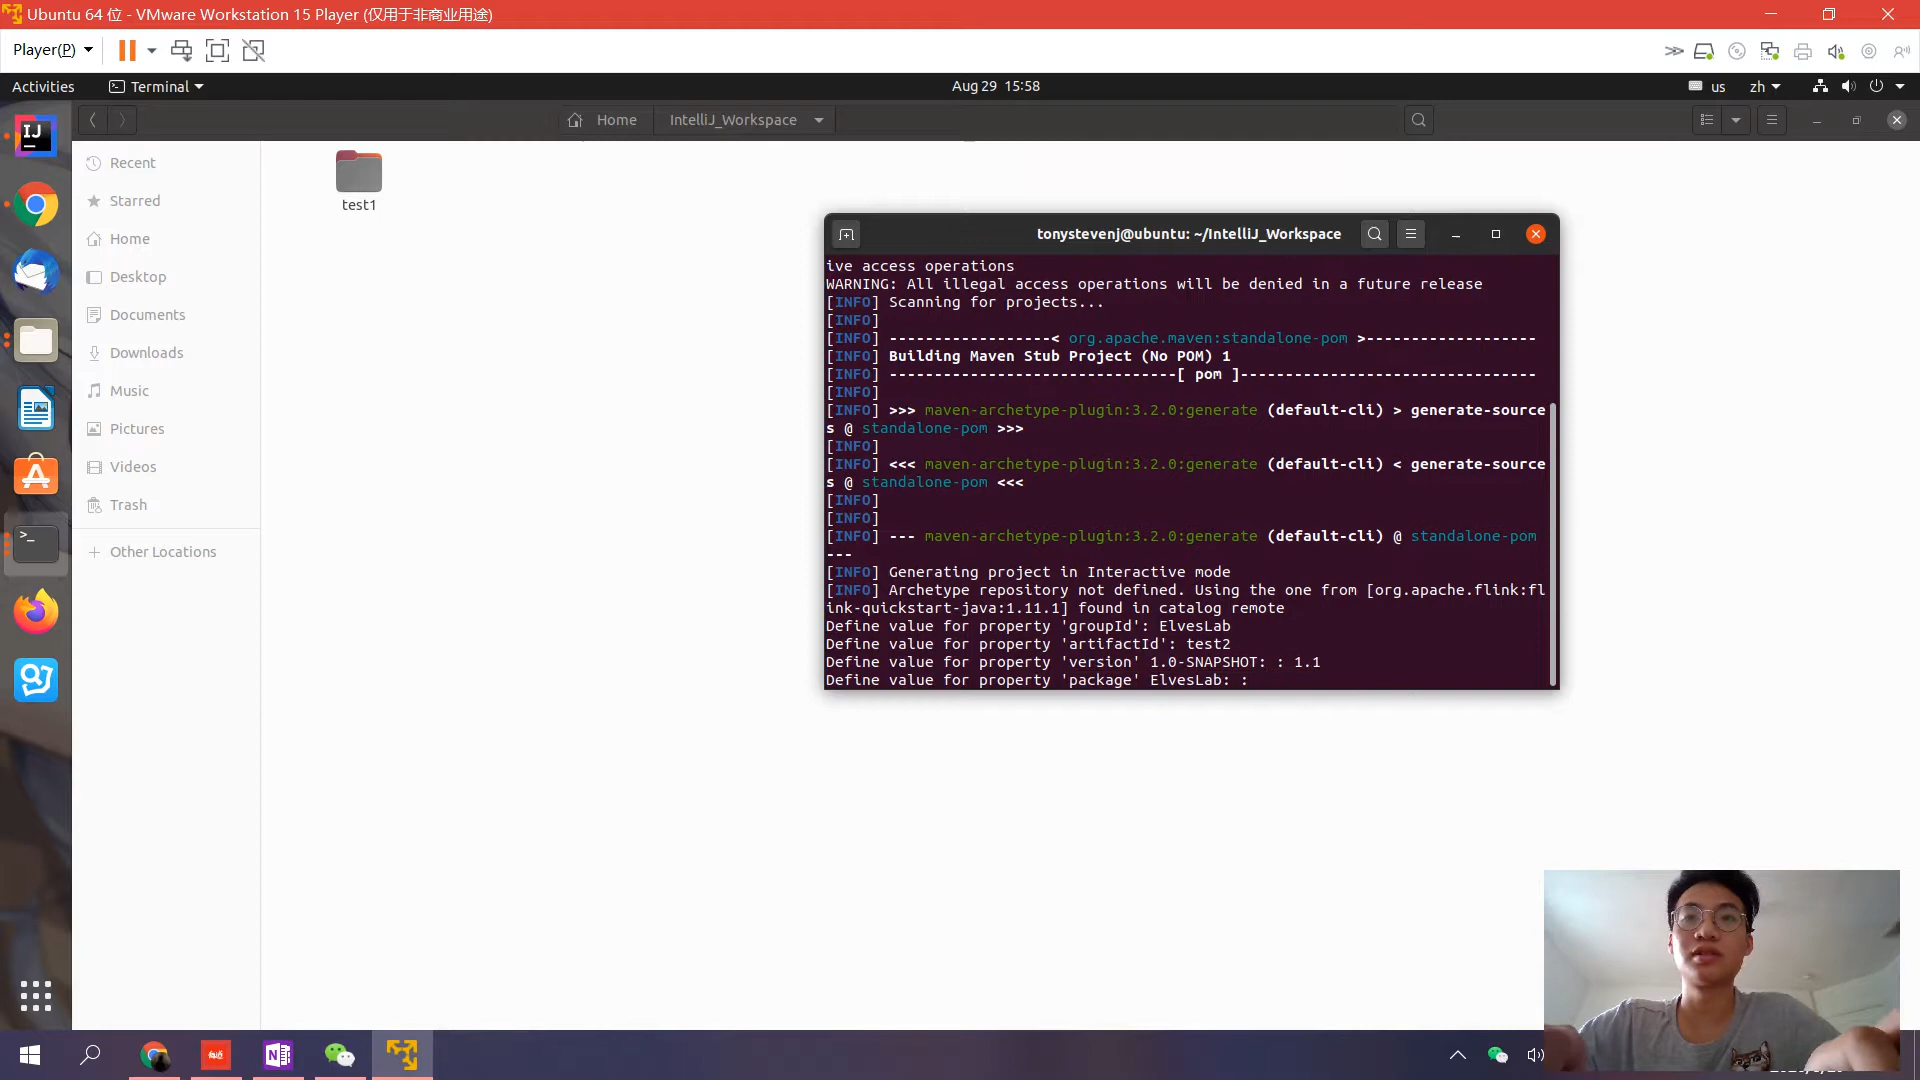 Ubuntu 64 位 - VMware Workstation 15 Player (仅用于非商业用途)
Player(P)
Activities
Terminal
Aug 29 15:58
us
zh
Home
IntelliJ_Workspace
IJ
Recent
Starred
Home
Desktop
Documents
Downloads
Music
Pictures
Videos
Trash
Other Locations
test1
tonystevenj@ubuntu: ~/IntelliJ_Workspace
ive access operations
WARNING: All illegal access operations will be denied in a future release
[INFO] Scanning for projects...
[INFO]
[INFO] ------------------< org.apache.maven:standalone-pom >-------------------
[INFO] Building Maven Stub Project (No POM) 1
[INFO] --------------------------------[ pom ]---------------------------------
[INFO]
[INFO] >>> maven-archetype-plugin:3.2.0:generate (default-cli) > generate-source
s @ standalone-pom >>>
[INFO]
[INFO] <<< maven-archetype-plugin:3.2.0:generate (default-cli) < generate-source
s @ standalone-pom <<<
[INFO]
[INFO]
[INFO] --- maven-archetype-plugin:3.2.0:generate (default-cli) @ standalone-pom
---
[INFO] Generating project in Interactive mode
[INFO] Archetype repository not defined. Using the one from [org.apache.flink:fl
ink-quickstart-java:1.11.1] found in catalog remote
Define value for property 'groupId': ElvesLab
Define value for property 'artifactId': test2
Define value for property 'version' 1.0-SNAPSHOT: : 1.1
Define value for property 'package' ElvesLab: :